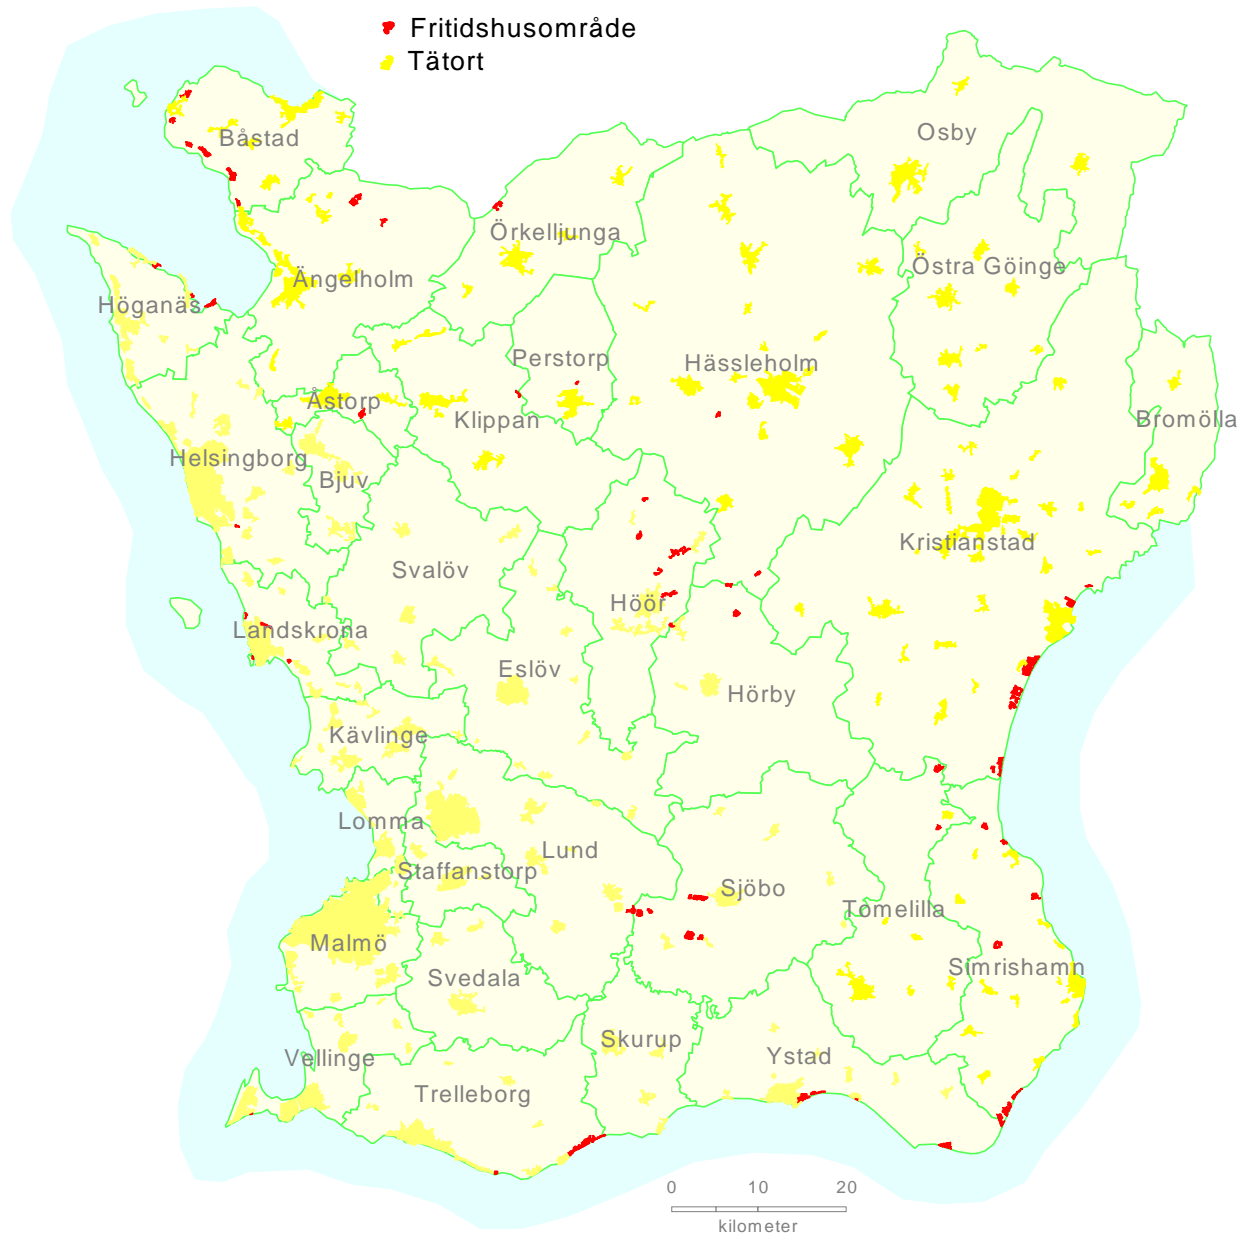 Fritidshusområde
Tätort
Båstad
Osby
Örkelljunga
Östra Göinge
Ängelholm
Höganäs
Perstorp
Hässleholm
Åstorp
Klippan
Bromölla
Helsingborg
Bjuv
Kristianstad
Svalöv
Höör
Landskrona
Eslöv
Hörby
Kävlinge
Lomma
Lund
Staffanstorp
Sjöbo
Tomelilla
Malmö
Svedala
Simrishamn
Skurup
Ystad
Vellinge
Trelleborg
0 10 20
kilometer